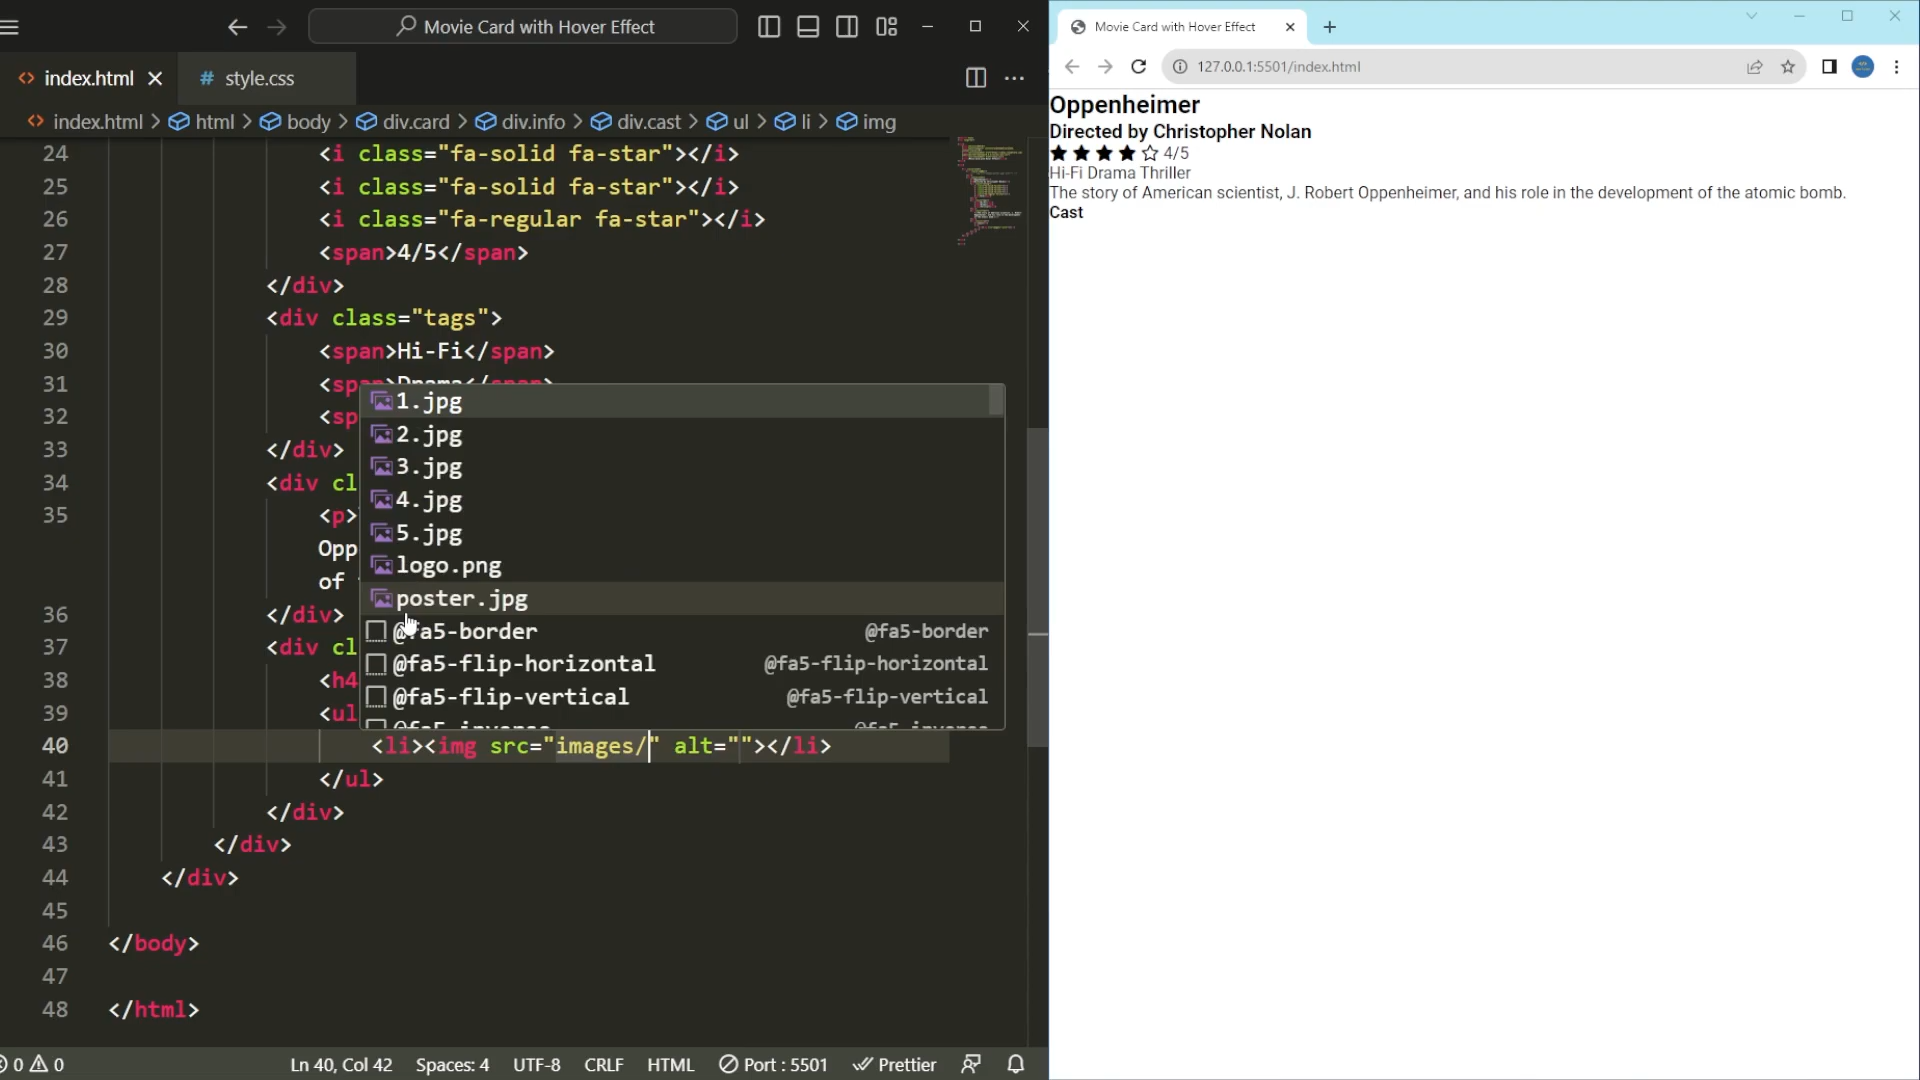 Movie Card with Hover Effect
index.html
# style.css
index.html > html > body > div.card > div.info > div.cast > ul > li > img
24 <i class="fa-solid fa-star"></i>
25 <i class="fa-solid fa-star"></i>
26 <i class="fa-regular fa-star"></i>
27 <span>4/5</span>
28 </div>
29 <div class="tags">
30 <span>Hi-Fi</span>
31 <span>Drama</span>
32 <sp
33 </div>
34 <div cl
35 <p>
Opp
of
36 </div>
37 <div cl
38 <h4
39 <ul
1.jpg
2.jpg
3.jpg
4.jpg
5.jpg
logo.png
poster.jpg
@fa5-border @fa5-border
@fa5-flip-horizontal @fa5-flip-horizontal
@fa5-flip-vertical @fa5-flip-vertical
@fa5-inverse @fa5-inverse
40 <li><img src="images/" alt=""></li>
41 </ul>
42 </div>
43 </div>
44 </div>
45
46 </body>
47
48 </html>
0 0 Ln 40, Col 42 Spaces: 4 UTF-8 CRLF HTML Port : 5501 Prettier
Movie Card with Hover Effect
127.0.0.1:5501/index.html
Oppenheimer
Directed by Christopher Nolan
4/5
Hi-Fi Drama Thriller
The story of American scientist, J. Robert Oppenheimer, and his role in the development of the atomic bomb.
Cast